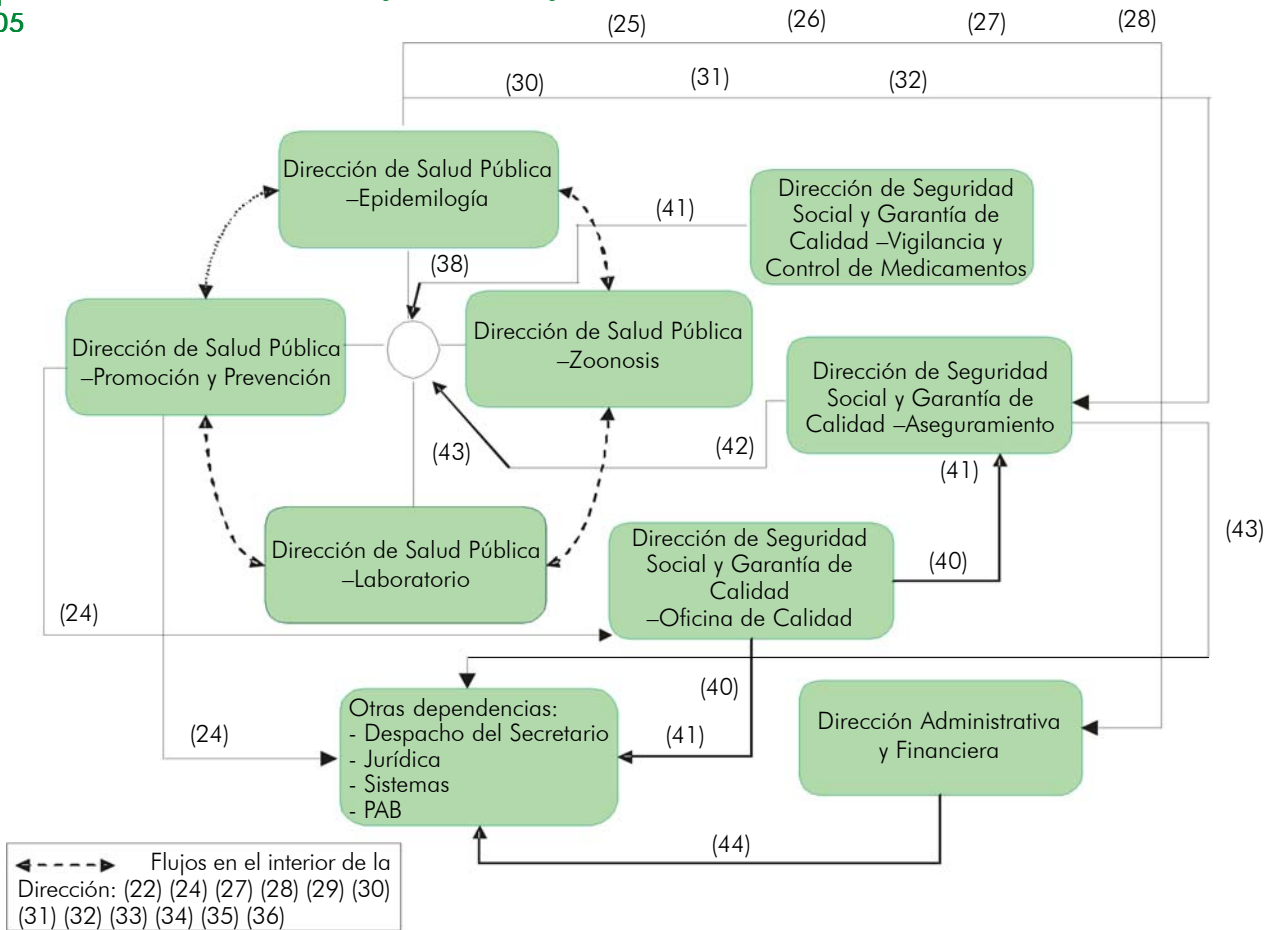 05
(25) (26) (27) (28)
(30) (31) (32)
Dirección de Salud Pública
–Epidemilogía
Dirección de Seguridad
Social y Garantía de
Calidad –Vigilancia y
Control de Medicamentos
(41)
(38)
Dirección de Salud Pública
–Promoción y Prevención
Dirección de Salud Pública
–Zoonosis
Dirección de Seguridad
Social y Garantía de
Calidad –Aseguramiento
(43)
(42)
(41)
(43)
Dirección de Salud Pública
–Laboratorio
Dirección de Seguridad
Social y Garantía de
Calidad
–Oficina de Calidad
(40)
(24)
(40)
(41)
(24)
Otras dependencias:
- Despacho del Secretario
- Jurídica
- Sistemas
- PAB
Dirección Administrativa
y Financiera
(44)
Flujos en el interior de la
Dirección: (22) (24) (27) (28) (29) (30)
(31) (32) (33) (34) (35) (36)